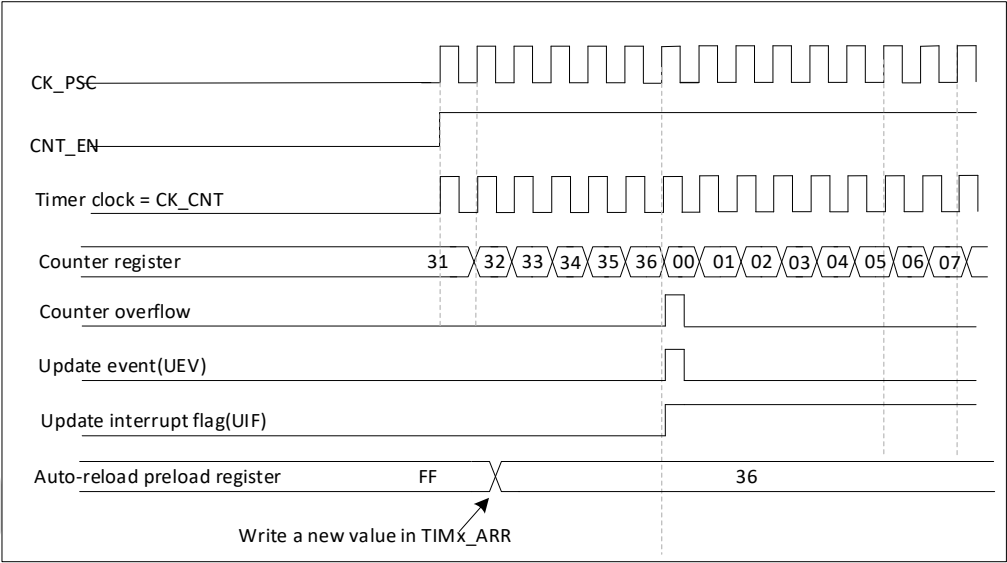 CK_PSC
CNT_EN
Timer clock = CK_CNT
Counter register 31 32 33 34 35 36 00 01 02 03 04 05 06 07
Counter overflow
Update event(UEV)
Update interrupt flag(UIF)
Auto-reload preload register FF 36
Write a new value in TIMx_ARR